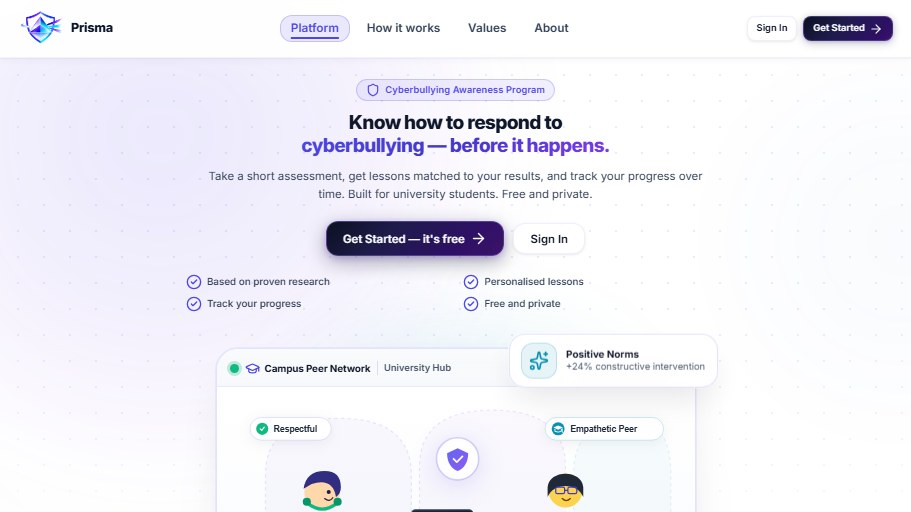 Prisma
Platform
How it works
Values
About
Sign In
Get Started
Cyberbullying Awareness Program
Know how to respond to
cyberbullying — before it happens.
Take a short assessment, get lessons matched to your results, and track your progress over
time. Built for university students. Free and private.
Get Started — it's free
Sign In
Based on proven research
Personalised lessons
Track your progress
Free and private
Positive Norms
+24% constructive intervention
Campus Peer Network
University Hub
Respectful
Empathetic Peer